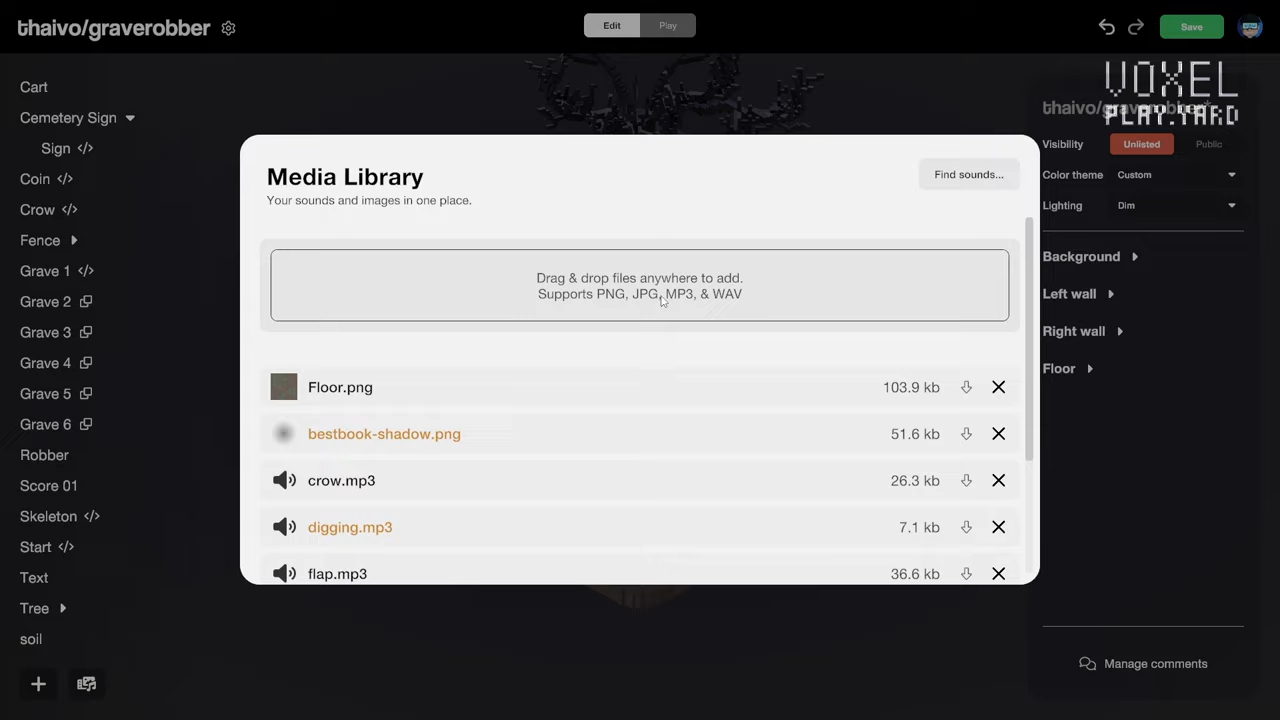 thaivo/graverobber
Edit
Play
Save
VOXEL
PLAY.YARD
Cart
Cemetery Sign
Sign </>
Coin </>
Crow </>
Fence
Grave 1 </>
Grave 2
Grave 3
Grave 4
Grave 5
Grave 6
Robber
Score 01
Skeleton </>
Start </>
Text
Tree
soil
Media Library
Your sounds and images in one place.
Find sounds...
Drag & drop files anywhere to add.
Supports PNG, JPG, MP3, & WAV
Floor.png 103.9 kb
bestbook-shadow.png 51.6 kb
crow.mp3 26.3 kb
digging.mp3 7.1 kb
flap.mp3 36.6 kb
thaivo/graverobber*
Visibility Unlisted Public
Color theme Custom
Lighting Dim
Background
Left wall
Right wall
Floor
Manage comments